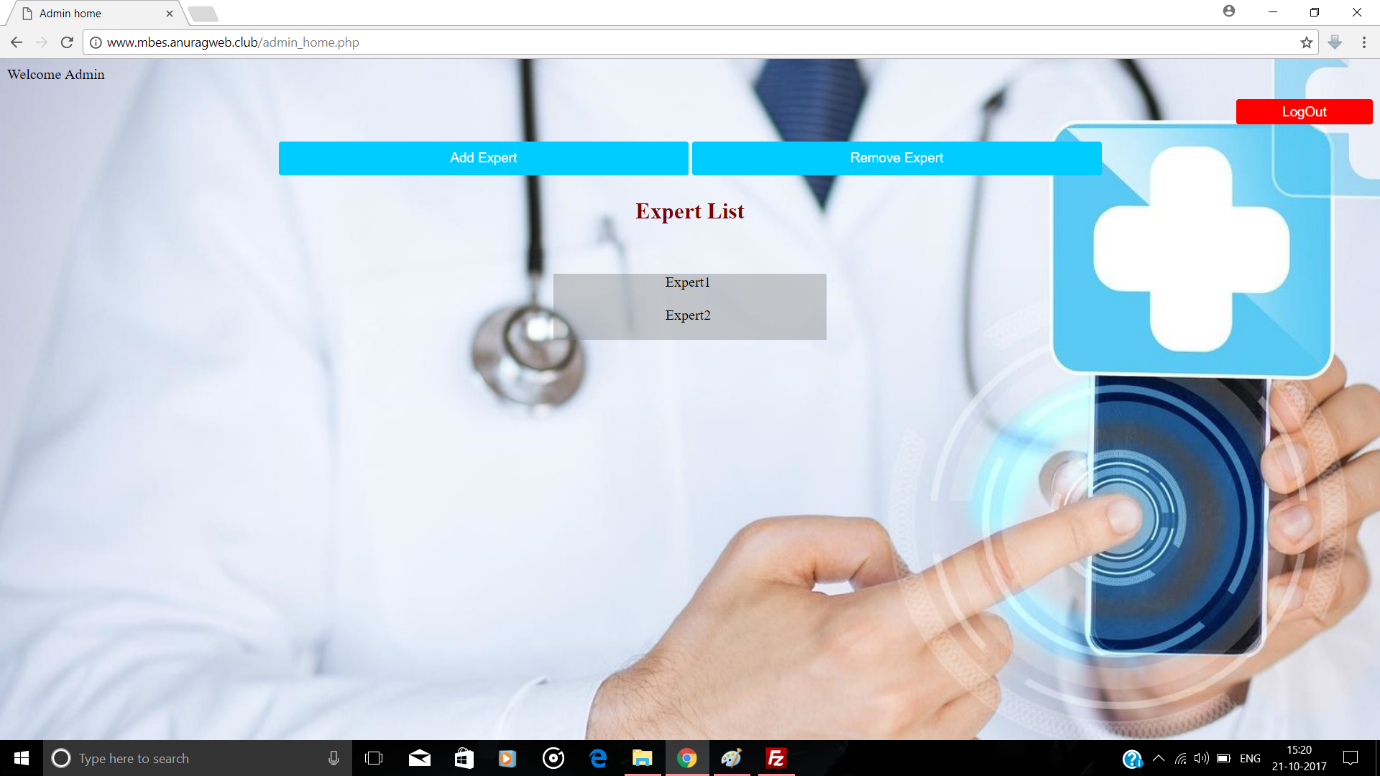 Admin home
www.mbes.anuragweb.club/admin_home.php
Welcome Admin
LogOut
Add Expert Remove Expert
Expert List
Expert1
Expert2
Type here to search
ENG
15:20
21-10-2017